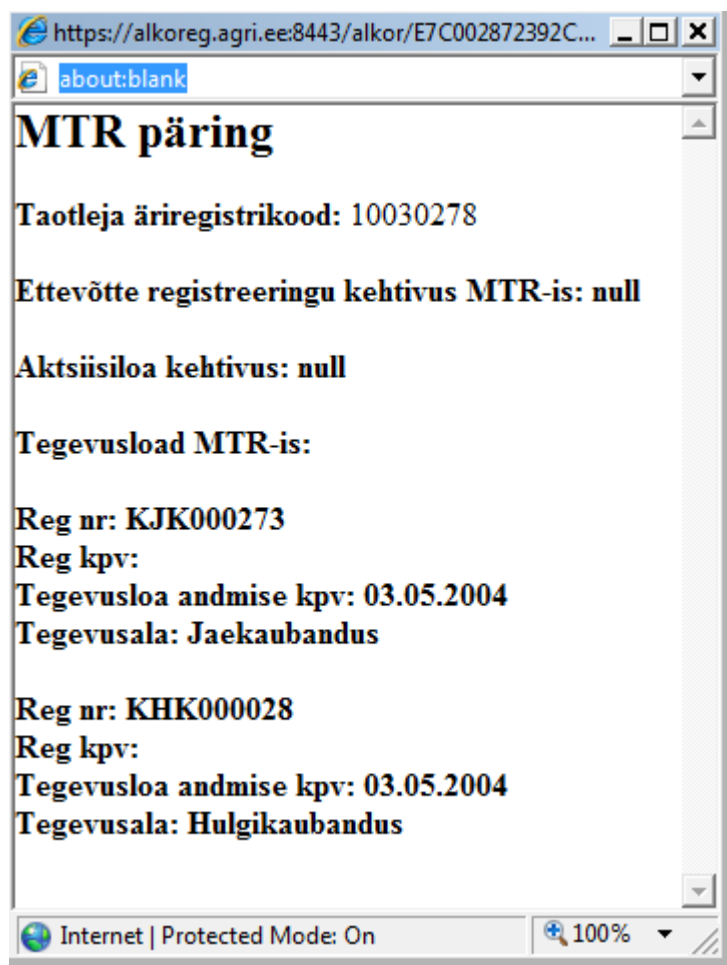 https://alkoreg.agri.ee:8443/alkor/E7C002872392C...
about:blank
MTR päring
Taotleja äriregistrikood: 10030278
Ettevõtte registreeringu kehtivus MTR-is: null
Aktsiisiloa kehtivus: null
Tegevusload MTR-is:
Reg nr: KJK000273
Reg kpv:
Tegevusloa andmise kpv: 03.05.2004
Tegevusala: Jaekaubandus
Reg nr: KHK000028
Reg kpv:
Tegevusloa andmise kpv: 03.05.2004
Tegevusala: Hulgikaubandus
Internet | Protected Mode: On 100%